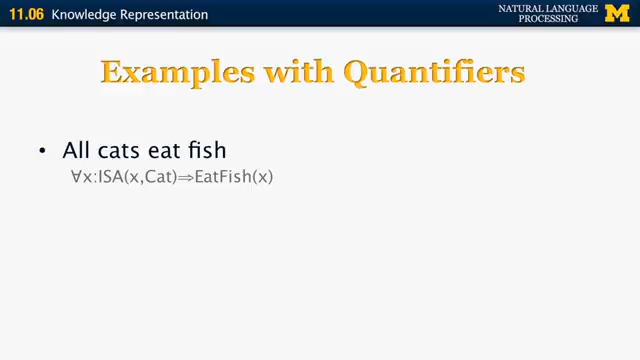 11.06 Knowledge Representation
NATURAL LANGUAGE
PROCESSING
M
Examples with Quantifiers
• All cats eat fish
∀x:ISA(x,Cat)⇒EatFish(x)